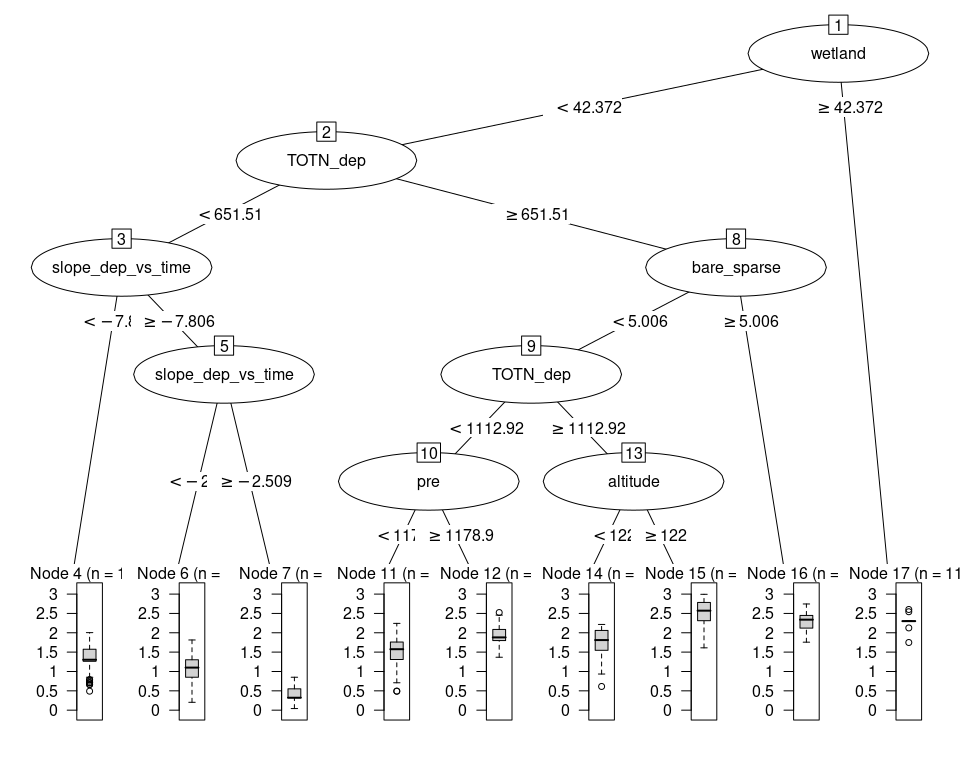 1
wetland
< 42.372
≥ 42.372
2
TOTN_dep
< 651.51
≥ 651.51
3
slope_dep_vs_time
8
bare_sparse
< −7.8
≥ −7.806
< 5.006
≥ 5.006
5
slope_dep_vs_time
9
TOTN_dep
< 1112.92
≥ 1112.92
10
pre
13
altitude
< −2
≥ −2.509
< 117
≥ 1178.9
< 122
≥ 122
Node 4 (n = 1
Node 6 (n =
Node 7 (n =
Node 11 (n =
Node 12 (n =
Node 14 (n =
Node 15 (n =
Node 16 (n =
Node 17 (n = 11
3 3 3 3 3 3 3 3 3
2.5 2.5 2.5 2.5 2.5 2.5 2.5 2.5 2.5
2 2 2 2 2 2 2 2 2
1.5 1.5 1.5 1.5 1.5 1.5 1.5 1.5 1.5
1 1 1 1 1 1 1 1 1
0.5 0.5 0.5 0.5 0.5 0.5 0.5 0.5 0.5
0 0 0 0 0 0 0 0 0